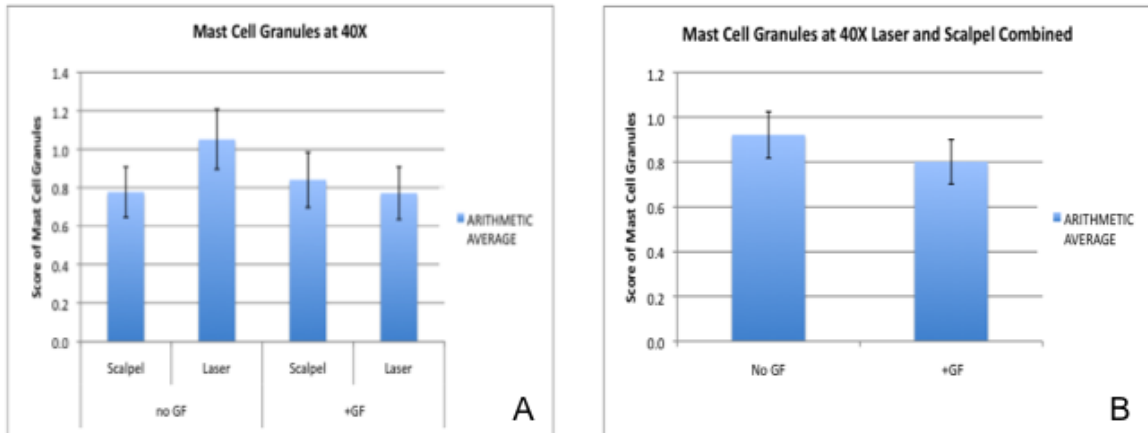 Mast Cell Granules at 40X
Score of Mast Cell Granules
1.4
1.2
1.0
0.8
0.6
0.4
0.2
0.0
Scalpel Laser Scalpel Laser
no GF +GF
ARITHMETIC
AVERAGE
A
Mast Cell Granules at 40X Laser and Scalpel Combined
Score of Mast Cell Granules
1.2
1.0
0.8
0.6
0.4
0.2
0.0
No GF +GF
ARITHMETIC
AVERAGE
B